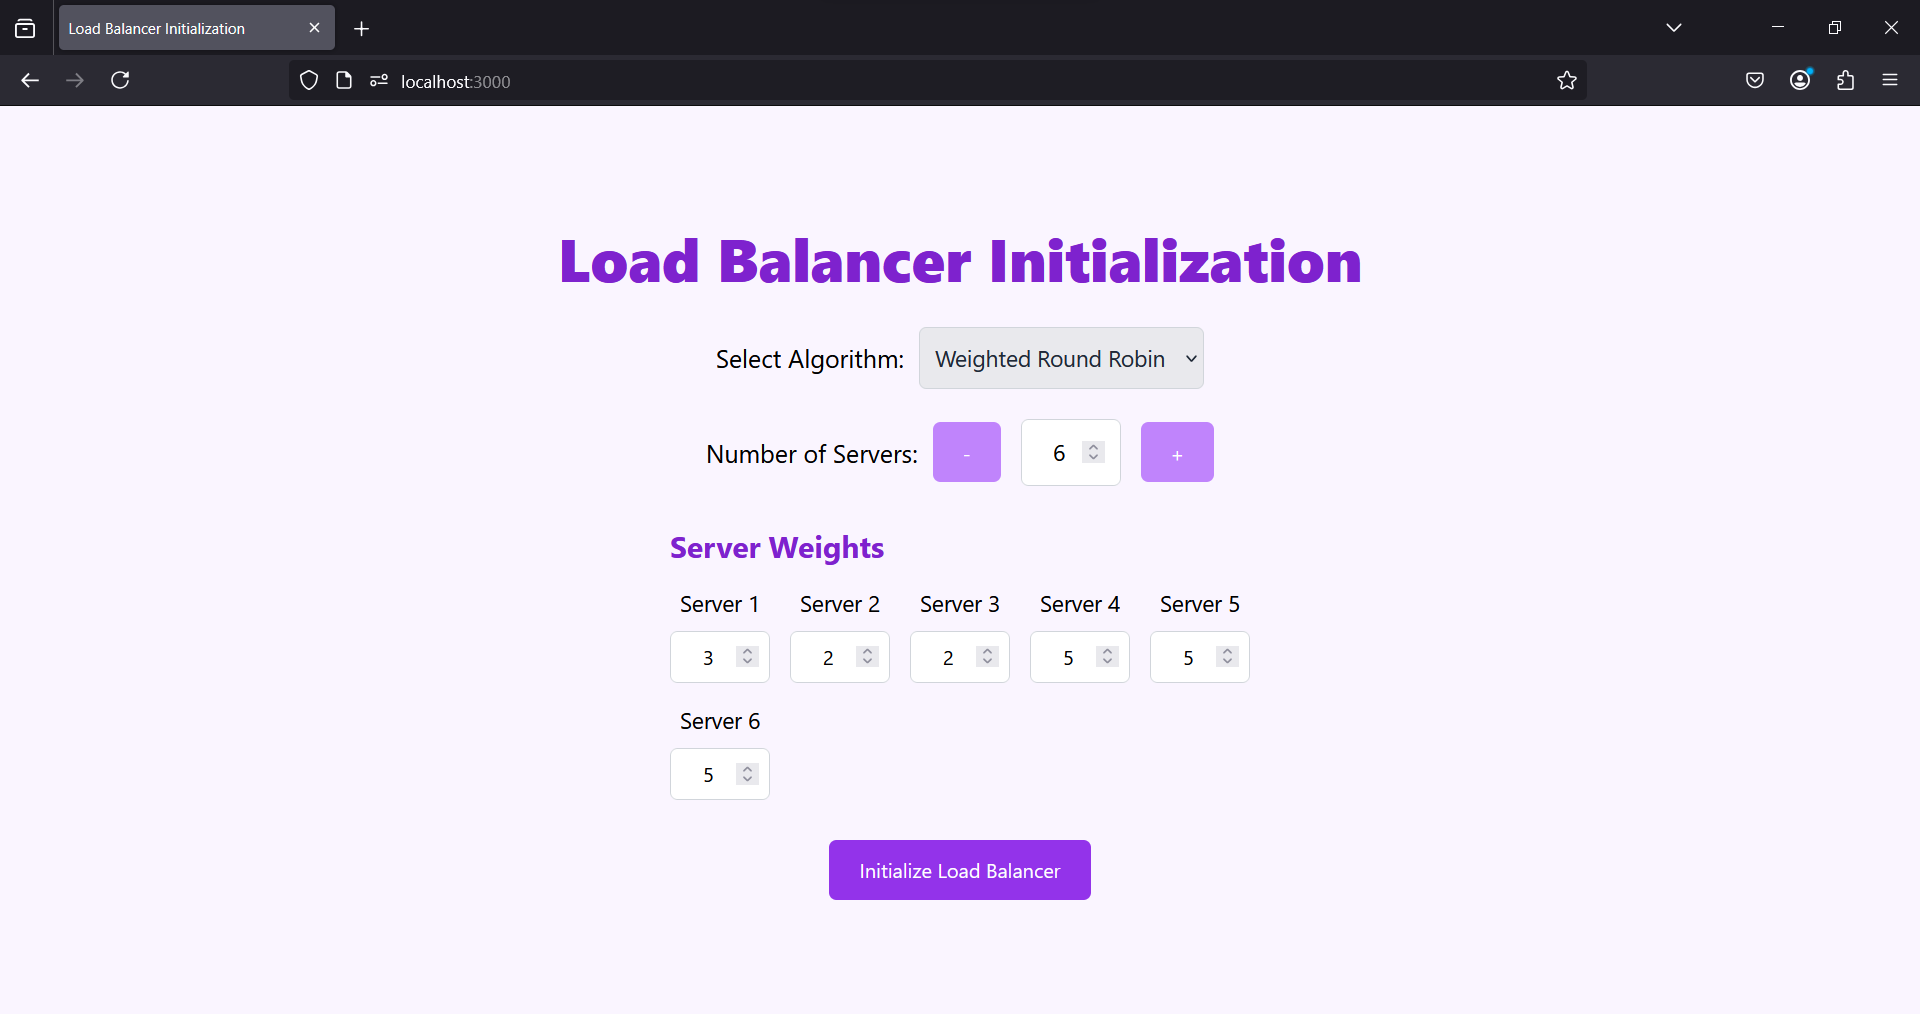 Load Balancer Initialization
localhost:3000
Load Balancer Initialization
Select Algorithm: Weighted Round Robin
Number of Servers: - 6 +
Server Weights
Server 1 Server 2 Server 3 Server 4 Server 5
3 2 2 5 5
Server 6
5
Initialize Load Balancer